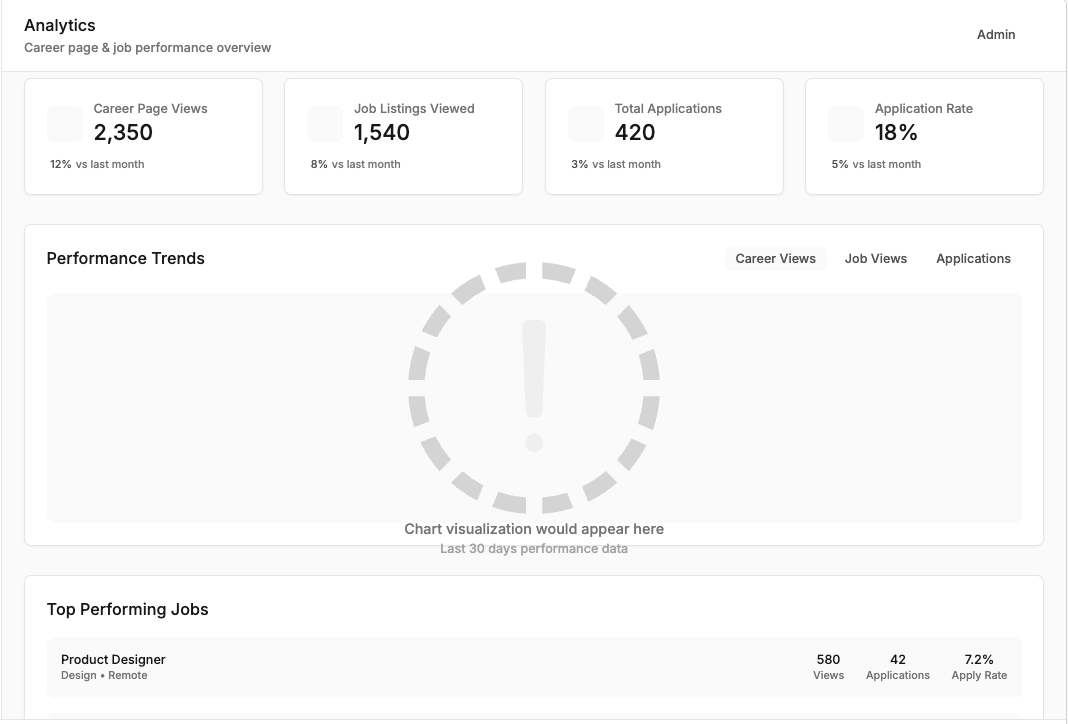 Analytics
Career page & job performance overview
Admin
Career Page Views
2,350
12% vs last month
Job Listings Viewed
1,540
8% vs last month
Total Applications
420
3% vs last month
Application Rate
18%
5% vs last month
Performance Trends
Career Views
Job Views
Applications
Chart visualization would appear here
Last 30 days performance data
Top Performing Jobs
Product Designer
Design • Remote
580
Views
42
Applications
7.2%
Apply Rate